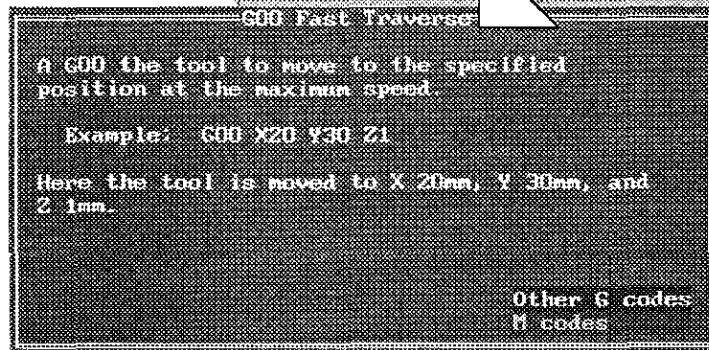 G00 Fast Traverse
A G00 the tool to move to the specified
position at the maximum speed.
Example: G00 X20 Y30 Z1
Here the tool is moved to X 20mm, Y 30mm, and
Z 1mm.
Other G codes
M codes